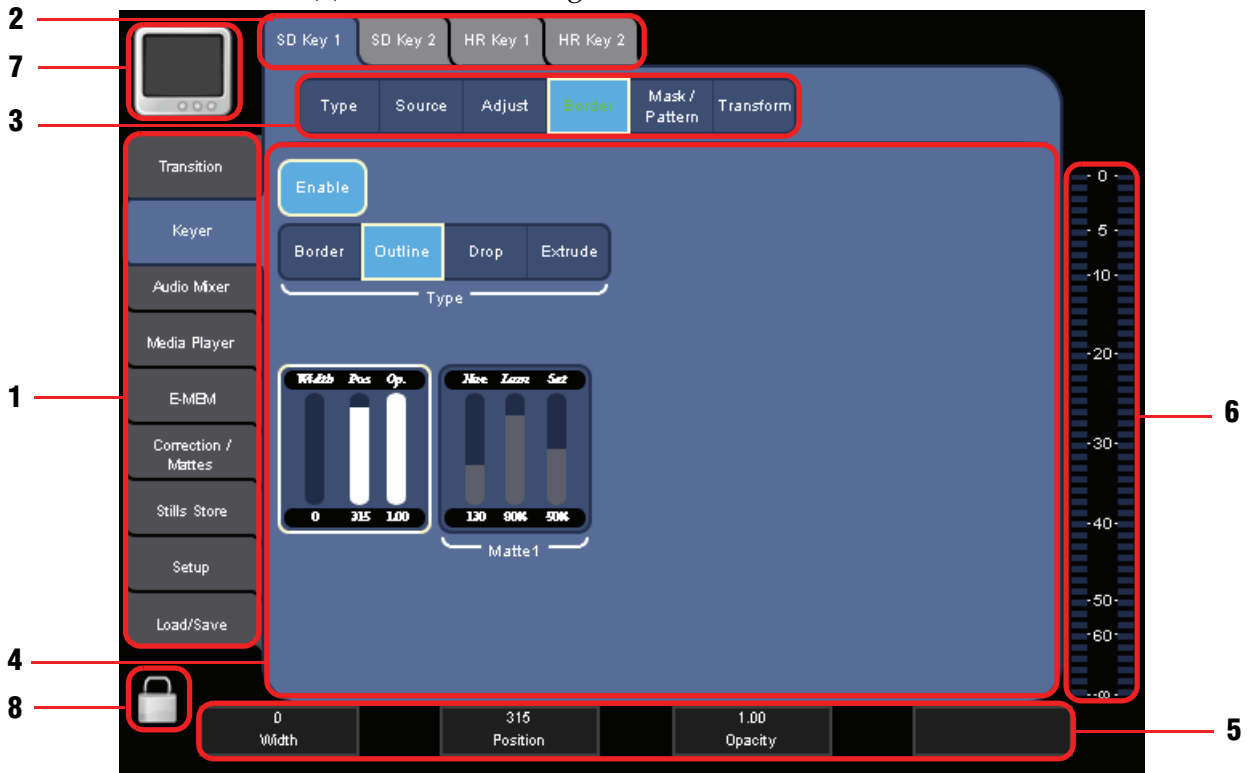 2
7
3
1
4
8
SD Key 1 SD Key 2 HR Key 1 HR Key 2
Type Source Adjust Border Mask / Pattern Transform
Transition
Keyer
Audio Mixer
Media Player
E-MEM
Correction / Mattes
Stills Store
Setup
Load/Save
Enable
Border Outline Drop Extrude
Type
Width Pos Op.
0 315 1.00
Hue Lum Sat
130 90% 50%
Matte1
- 0 -
- 5 -
-10-
-20-
-30-
-40-
-50-
-60-
-∞-
6
0 315 1.00
Width Position Opacity
5